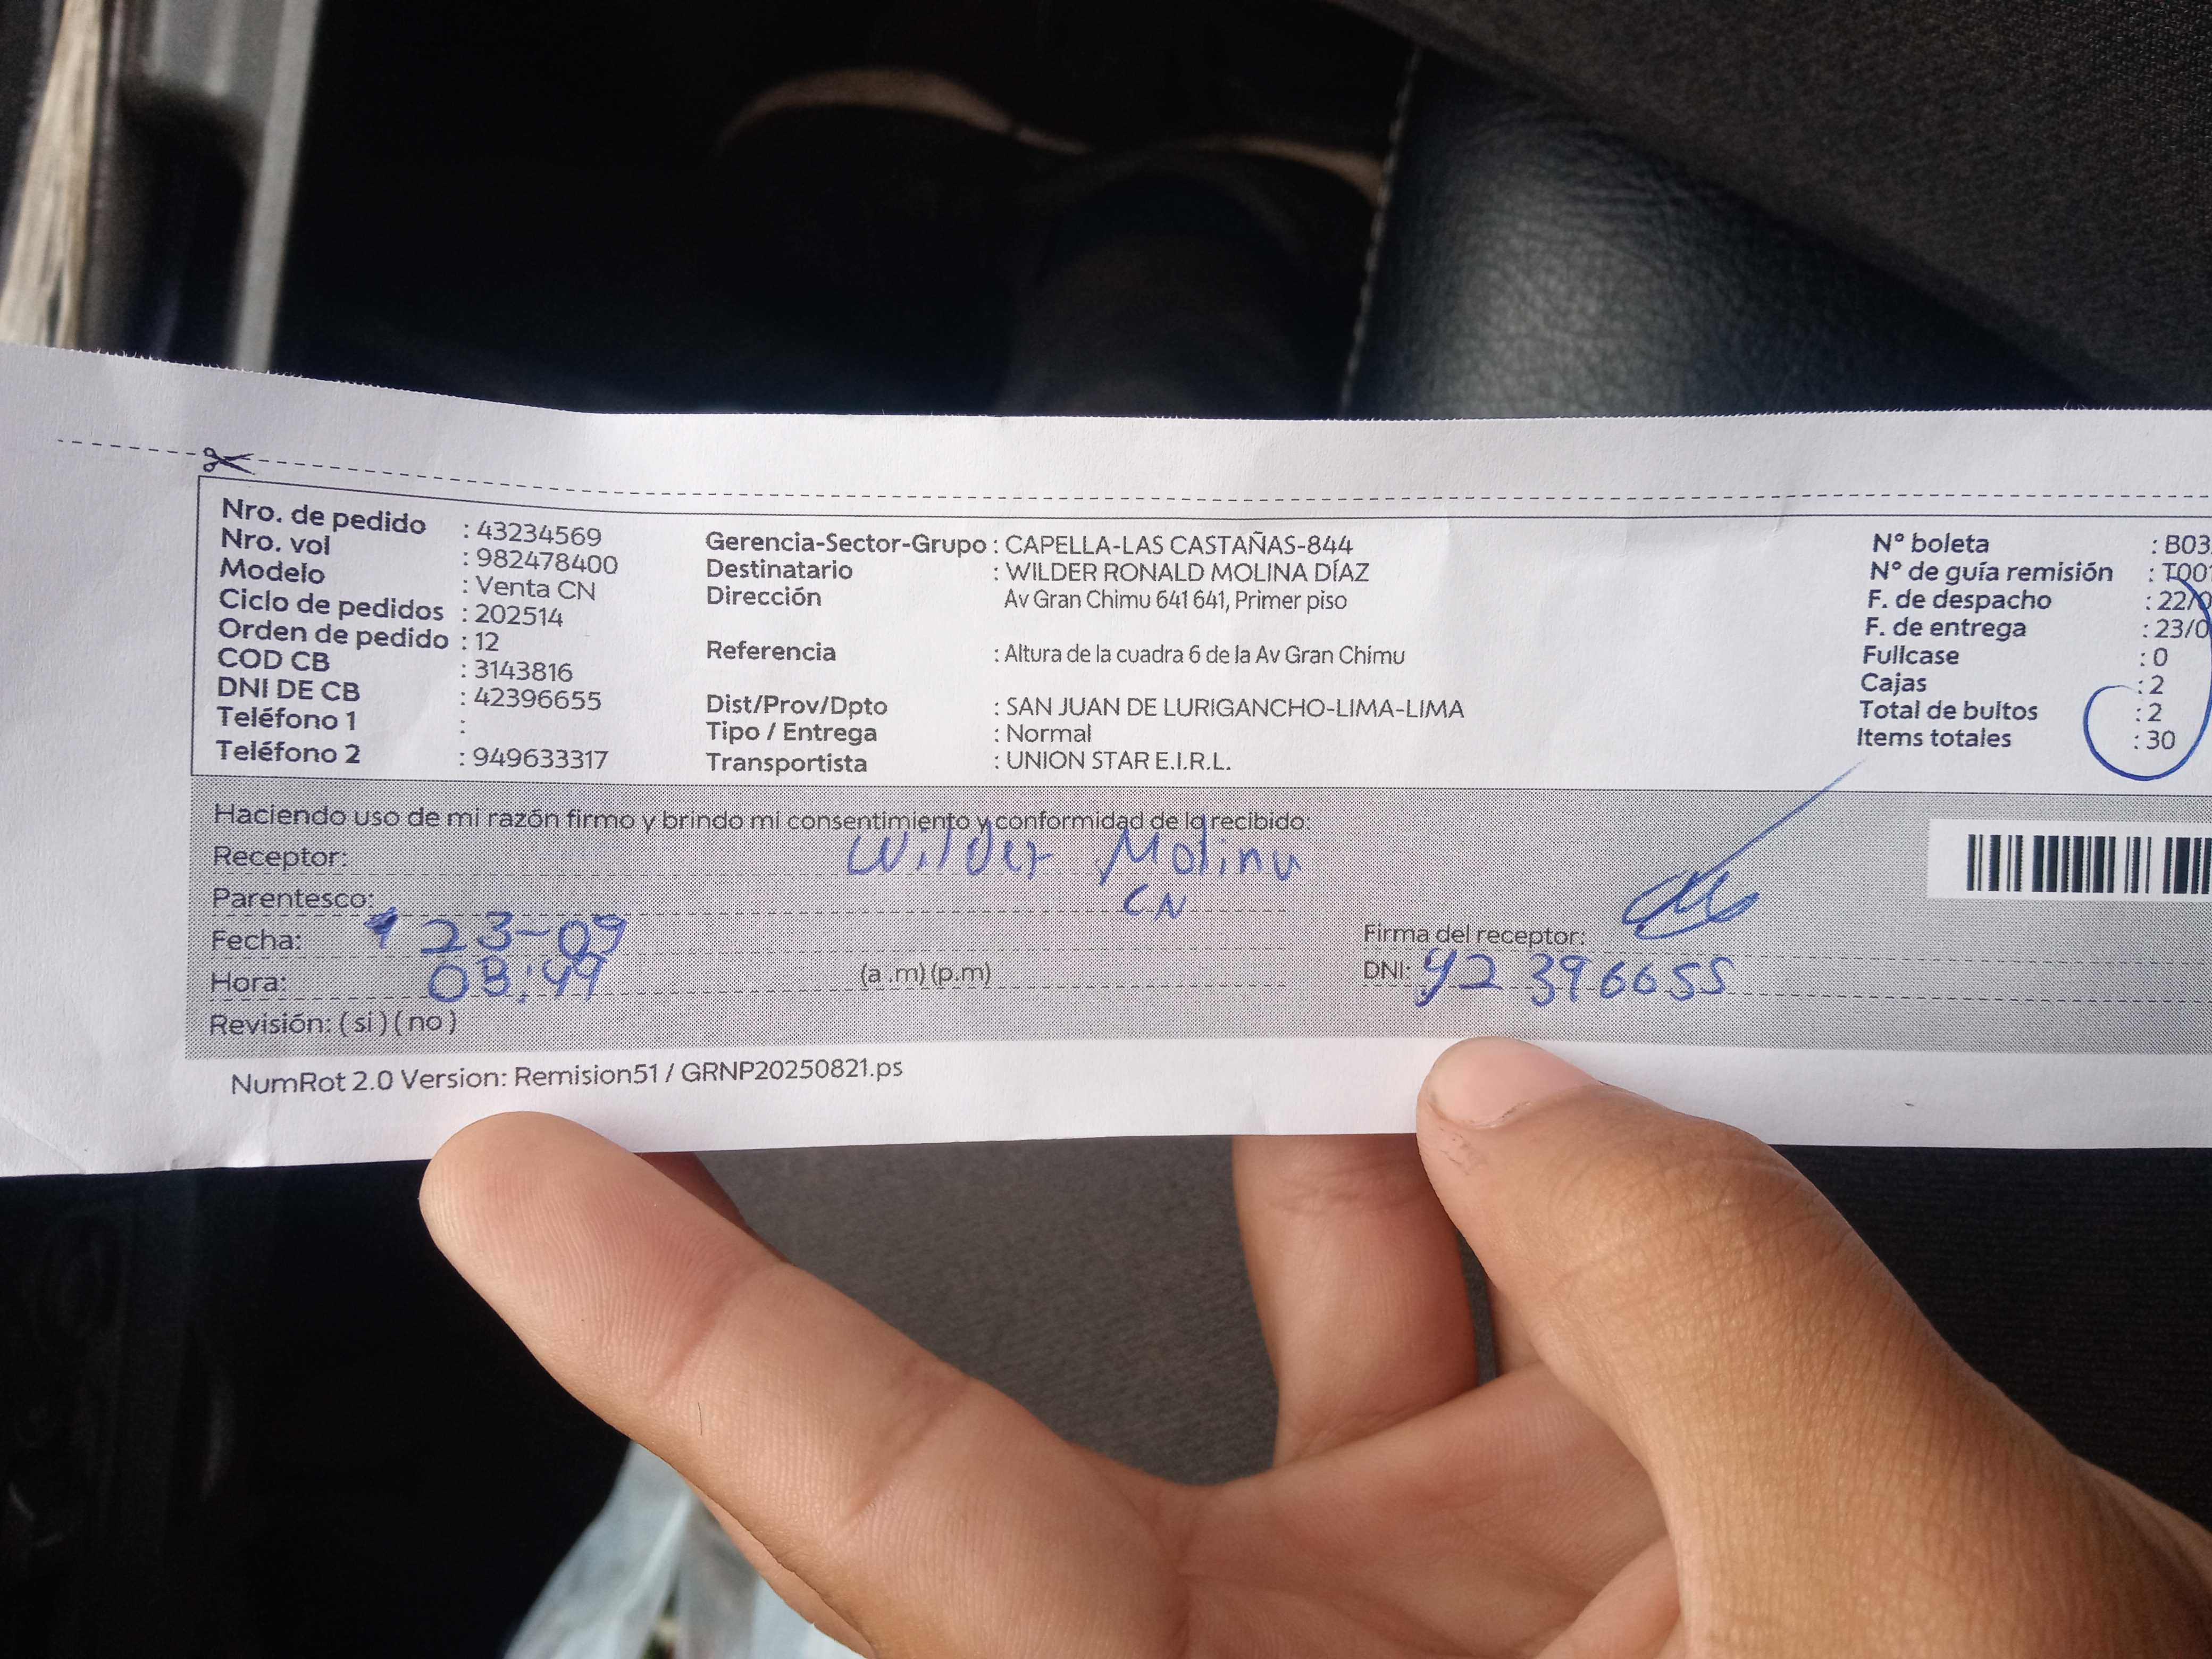 Nro. de pedido : 43234569
Nro. vol : 982478400
Modelo : Venta CN
Ciclo de pedidos : 202514
Orden de pedido : 12
COD CB : 3143816
DNI DE CB : 42396655
Teléfono 1 :
Teléfono 2 : 949633317
Gerencia-Sector-Grupo : CAPELLA-LAS CASTAÑAS-844
Destinatario : WILDER RONALD MOLINA DÍAZ
Dirección Av Gran Chimu 641 641, Primer piso
Referencia : Altura de la cuadra 6 de la Av Gran Chimu
Dist/Prov/Dpto : SAN JUAN DE LURIGANCHO-LIMA-LIMA
Tipo / Entrega : Normal
Transportista : UNION STAR E.I.R.L.
N° boleta : B03
N° de guía remisión : T001
F. de despacho : 22/0
F. de entrega : 23/0
Fullcase : 0
Cajas : 2
Total de bultos : 2
Items totales : 30
Haciendo uso de mi razón firmo y brindo mi consentimiento y conformidad de lo recibido:
Receptor: Wilder Molina
Parentesco: CN
Fecha: 23-09
Hora: 08:49 (a .m) (p.m)
Revisión: ( si ) ( no )
Firma del receptor:
DNI: 42396655
NumRot 2.0 Version: Remision51 / GRNP20250821.ps